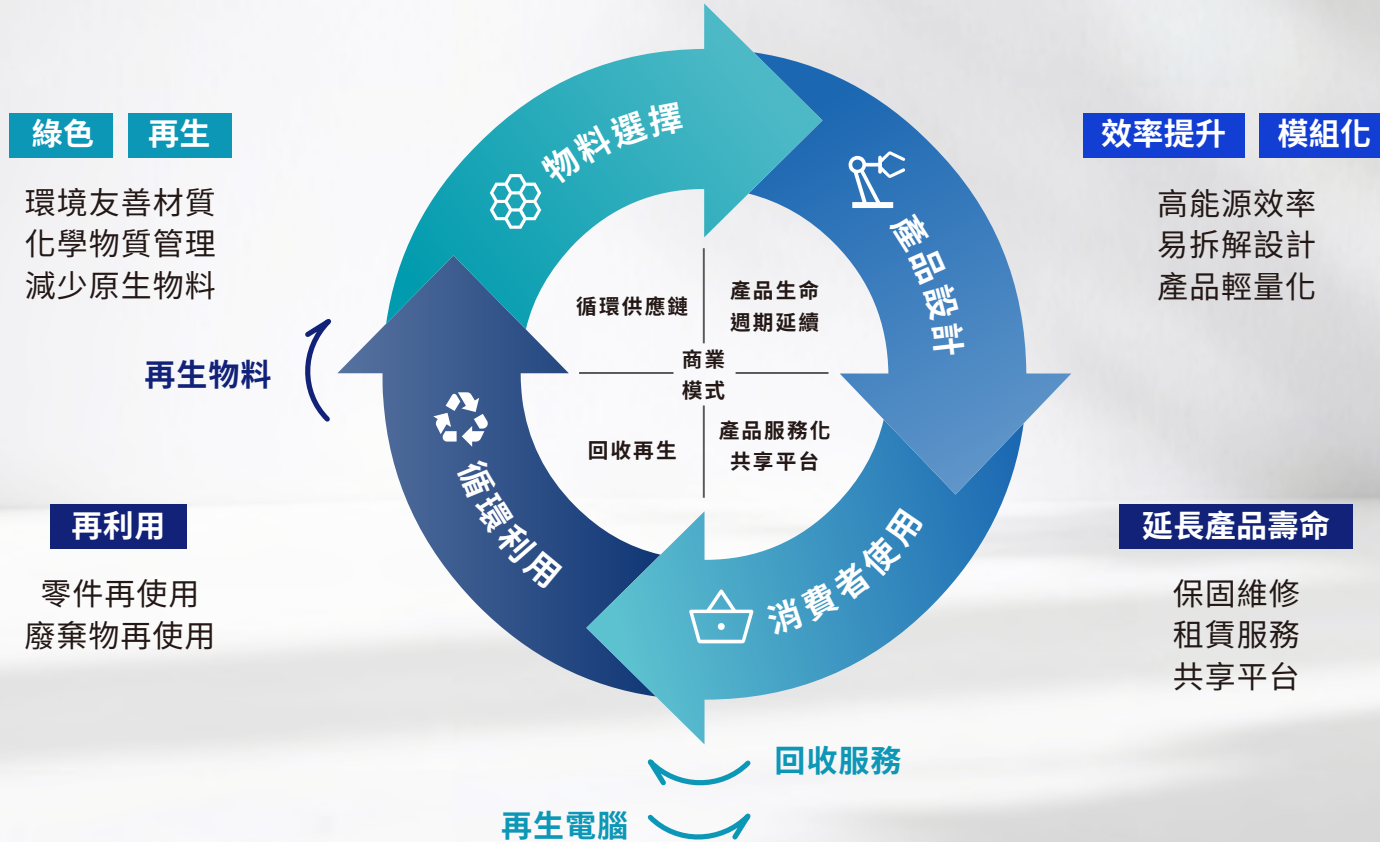 物料選擇
綠色
再生
環境友善材質
化學物質管理
減少原生物料
產品設計
效率提升
模組化
高能源效率
易拆解設計
產品輕量化
循環供應鏈
產品生命
週期延續
商業
模式
回收再生
產品服務化
共享平台
再生物料
循環利用
再利用
零件再使用
廢棄物再使用
消費者使用
延長產品壽命
保固維修
租賃服務
共享平台
回收服務
再生電腦